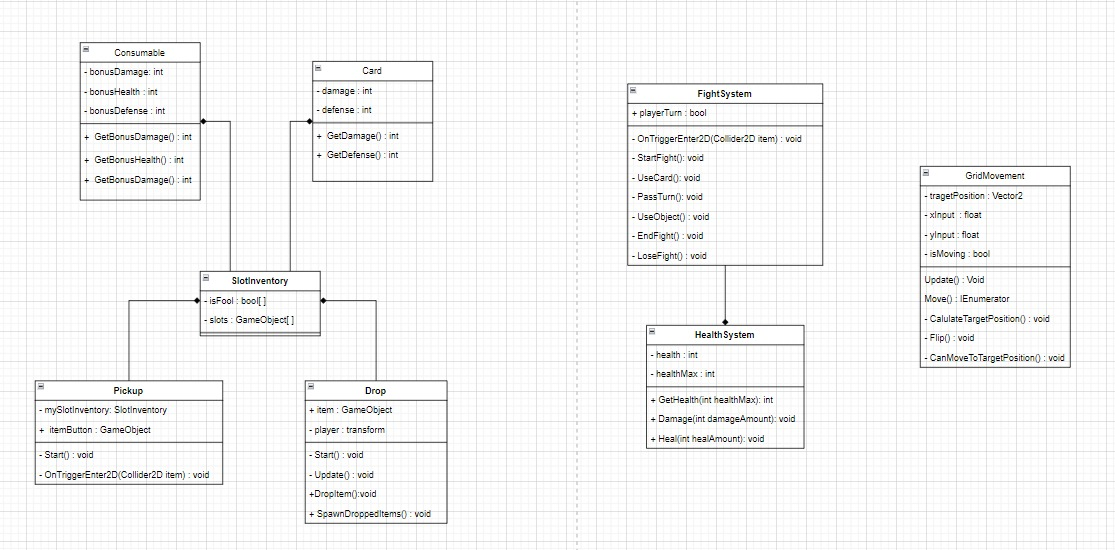 Consumable
- bonusDamage: int
- bonusHealth : int
- bonusDefense : int
+ GetBonusDamage() : int
+ GetBonusHealth() : int
+ GetBonusDamage() : int
Card
- damage : int
- defense : int
+ GetDamage() : int
+ GetDefense() : int
SlotInventory
- isFool : bool[ ]
- slots : GameObject[ ]
Pickup
- mySlotInventory: SlotInventory
+ itemButton : GameObject
- Start() : void
- OnTriggerEnter2D(Collider2D item) : void
Drop
+ item : GameObject
- player : transform
- Start() : void
- Update() : void
+DropItem():void
+ SpawnDroppedItems() : void
FightSystem
+ playerTurn : bool
- OnTriggerEnter2D(Collider2D item) : void
- StartFight(): void
- UseCard(): void
- PassTurn(): void
- UseObject() : void
- EndFight() : void
- LoseFight() : void
HealthSystem
- health : int
- healthMax : int
+ GetHealth(int healthMax): int
+ Damage(int damageAmount): void
+ Heal(int healAmount): void
GridMovement
- tragetPosition : Vector2
- xInput : float
- yInput : float
- isMoving : bool
Update() : Void
Move() : IEnumerator
- CalulateTargetPosition() : void
- Flip() : void
- CanMoveToTargetPosition() : void